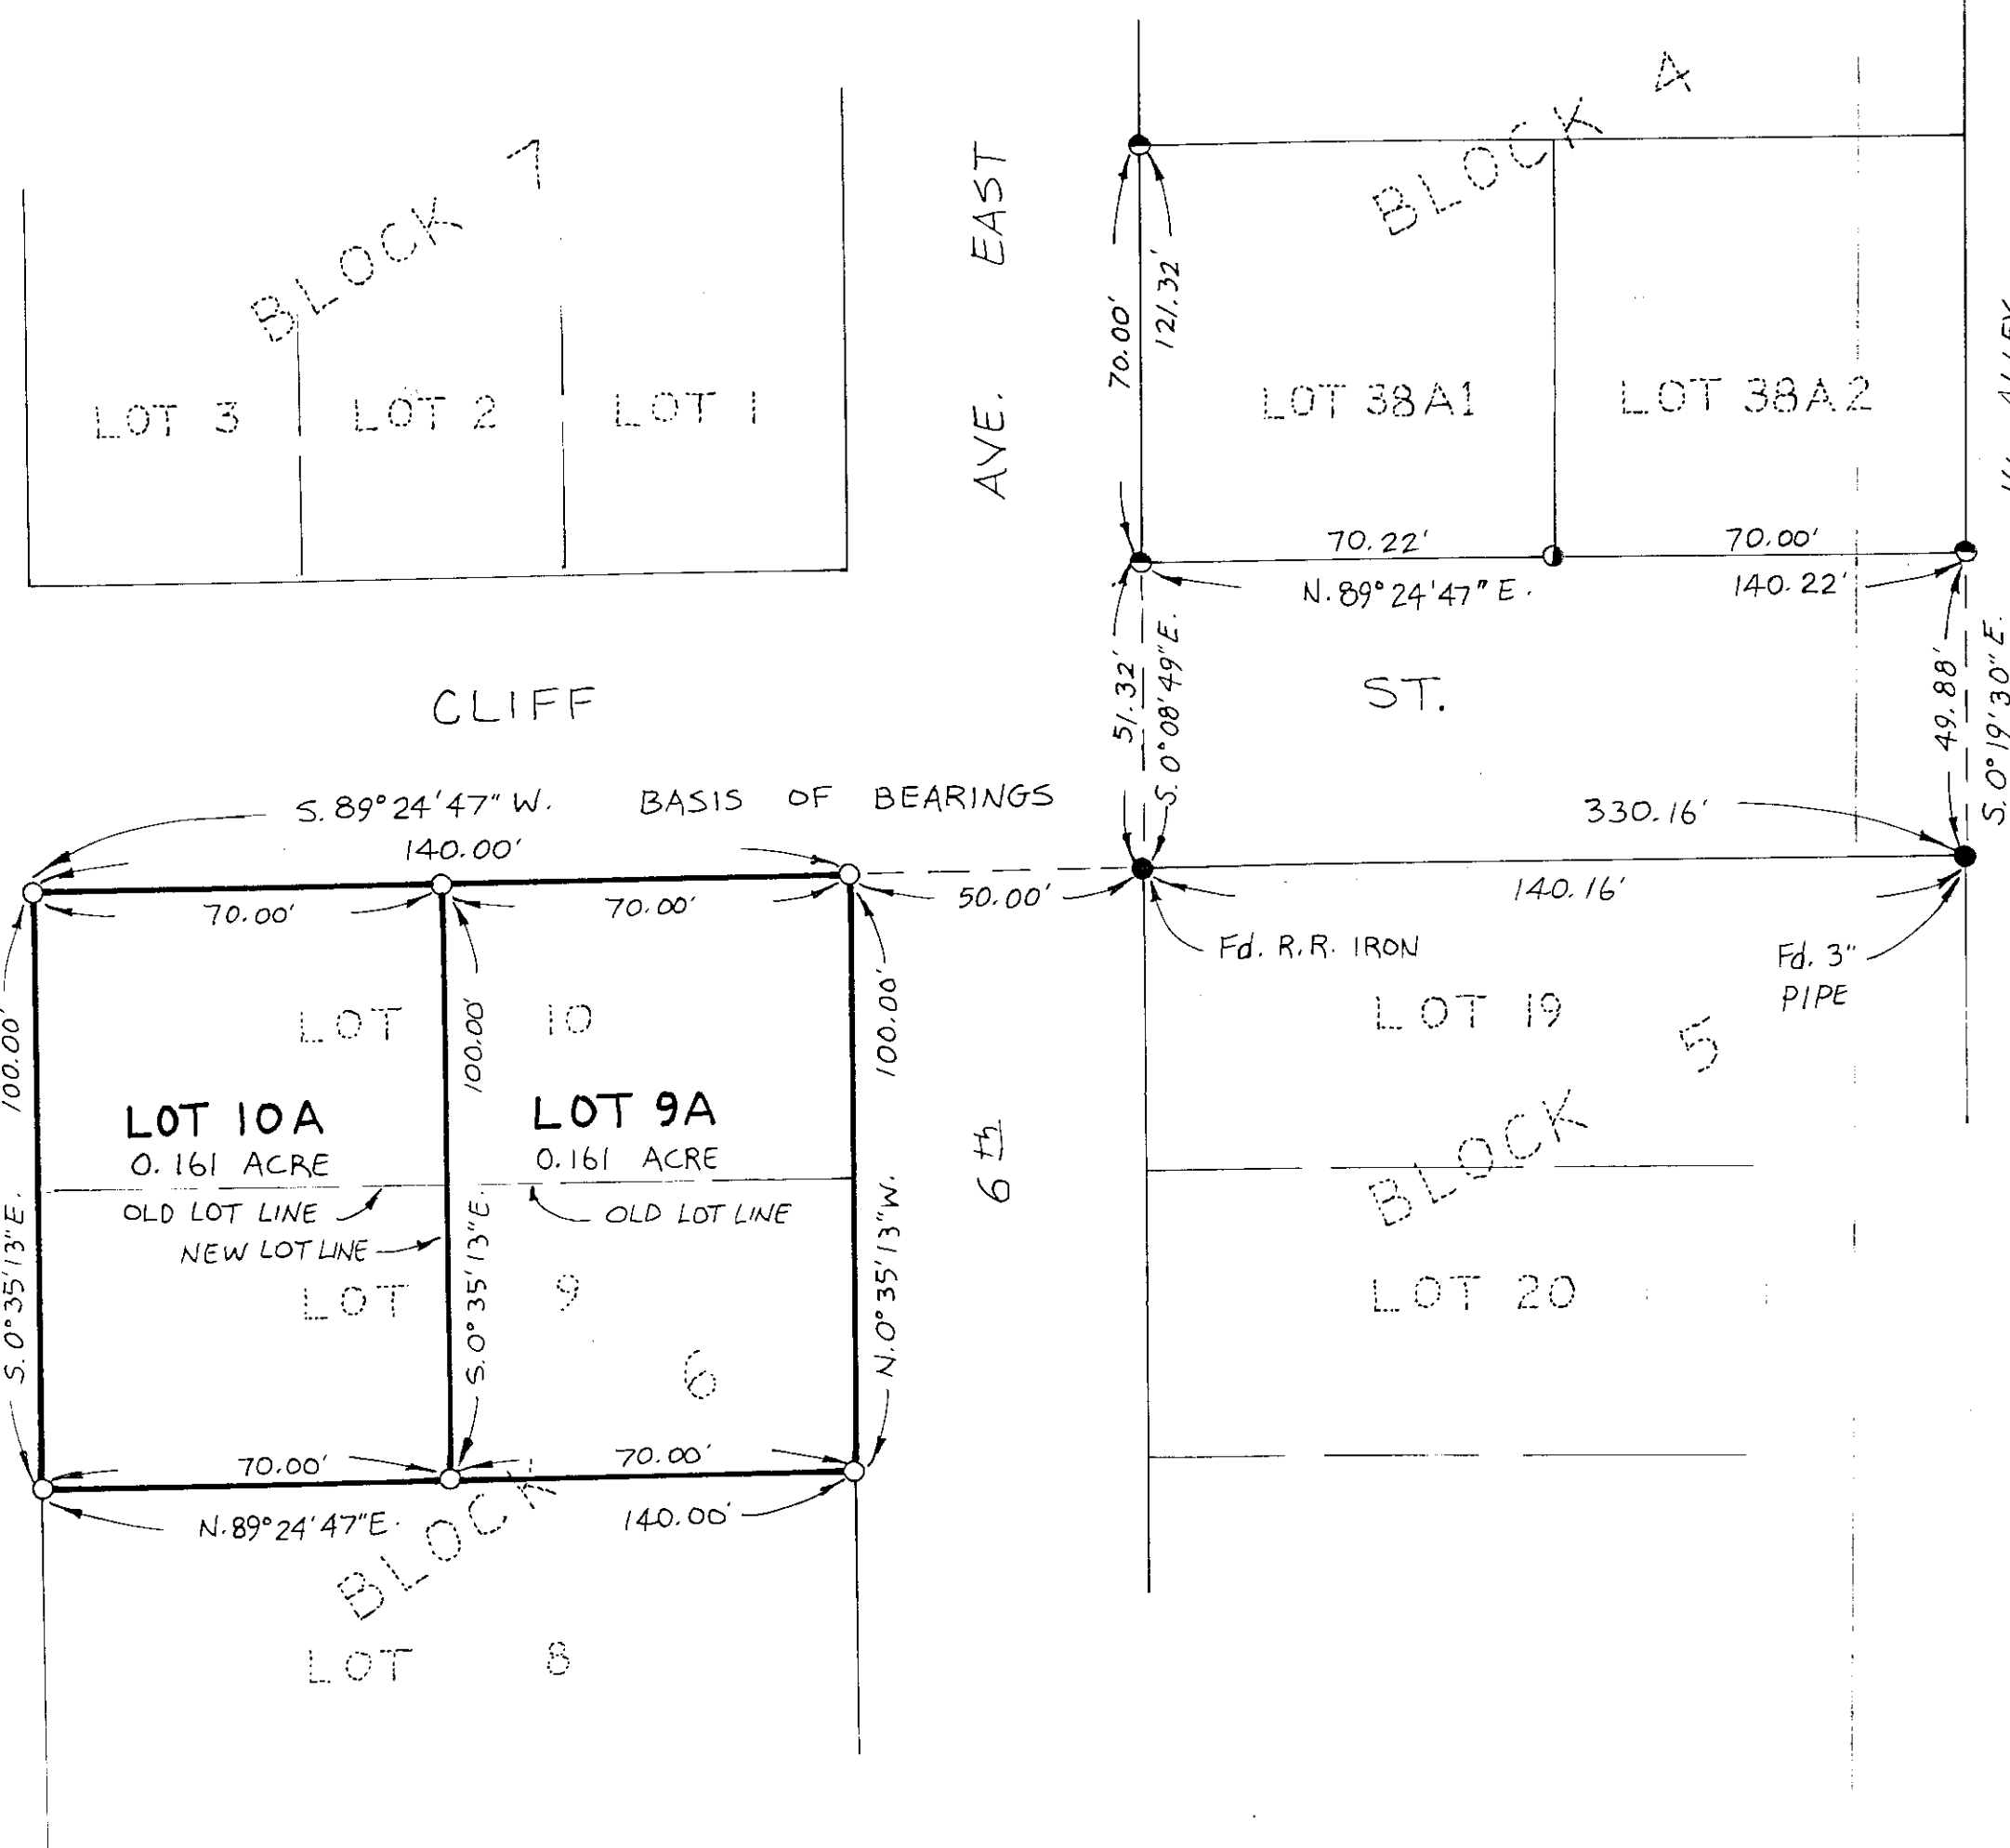 BLOCK 7
LOT 3
LOT 2
LOT 1
AVE. EAST
BLOCK 4
70.00'
121.32'
LOT 38A1
LOT 38A2
ALLEY
70.22'
70.00'
N.89°24'47"E.
140.22'
51.32'
S.0°08'49"E.
49.88'
S.0°19'30"E.
CLIFF
ST.
S.89°24'47"W.
BASIS OF BEARINGS
330.16'
140.00'
70.00'
70.00'
50.00'
140.16'
Fd. R.R. IRON
Fd. 3"
PIPE
100.00'
100.00'
100.00'
LOT 10
LOT 19
BLOCK 5
LOT 10A
0.161 ACRE
LOT 9A
0.161 ACRE
6th
OLD LOT LINE
OLD LOT LINE
NEW LOT LINE
S.0°35'13"E.
S.0°35'13"E.
N.0°35'13"W.
LOT 9
LOT 20
BLOCK 6
70.00'
70.00'
N.89°24'47"E.
140.00'
LOT 8